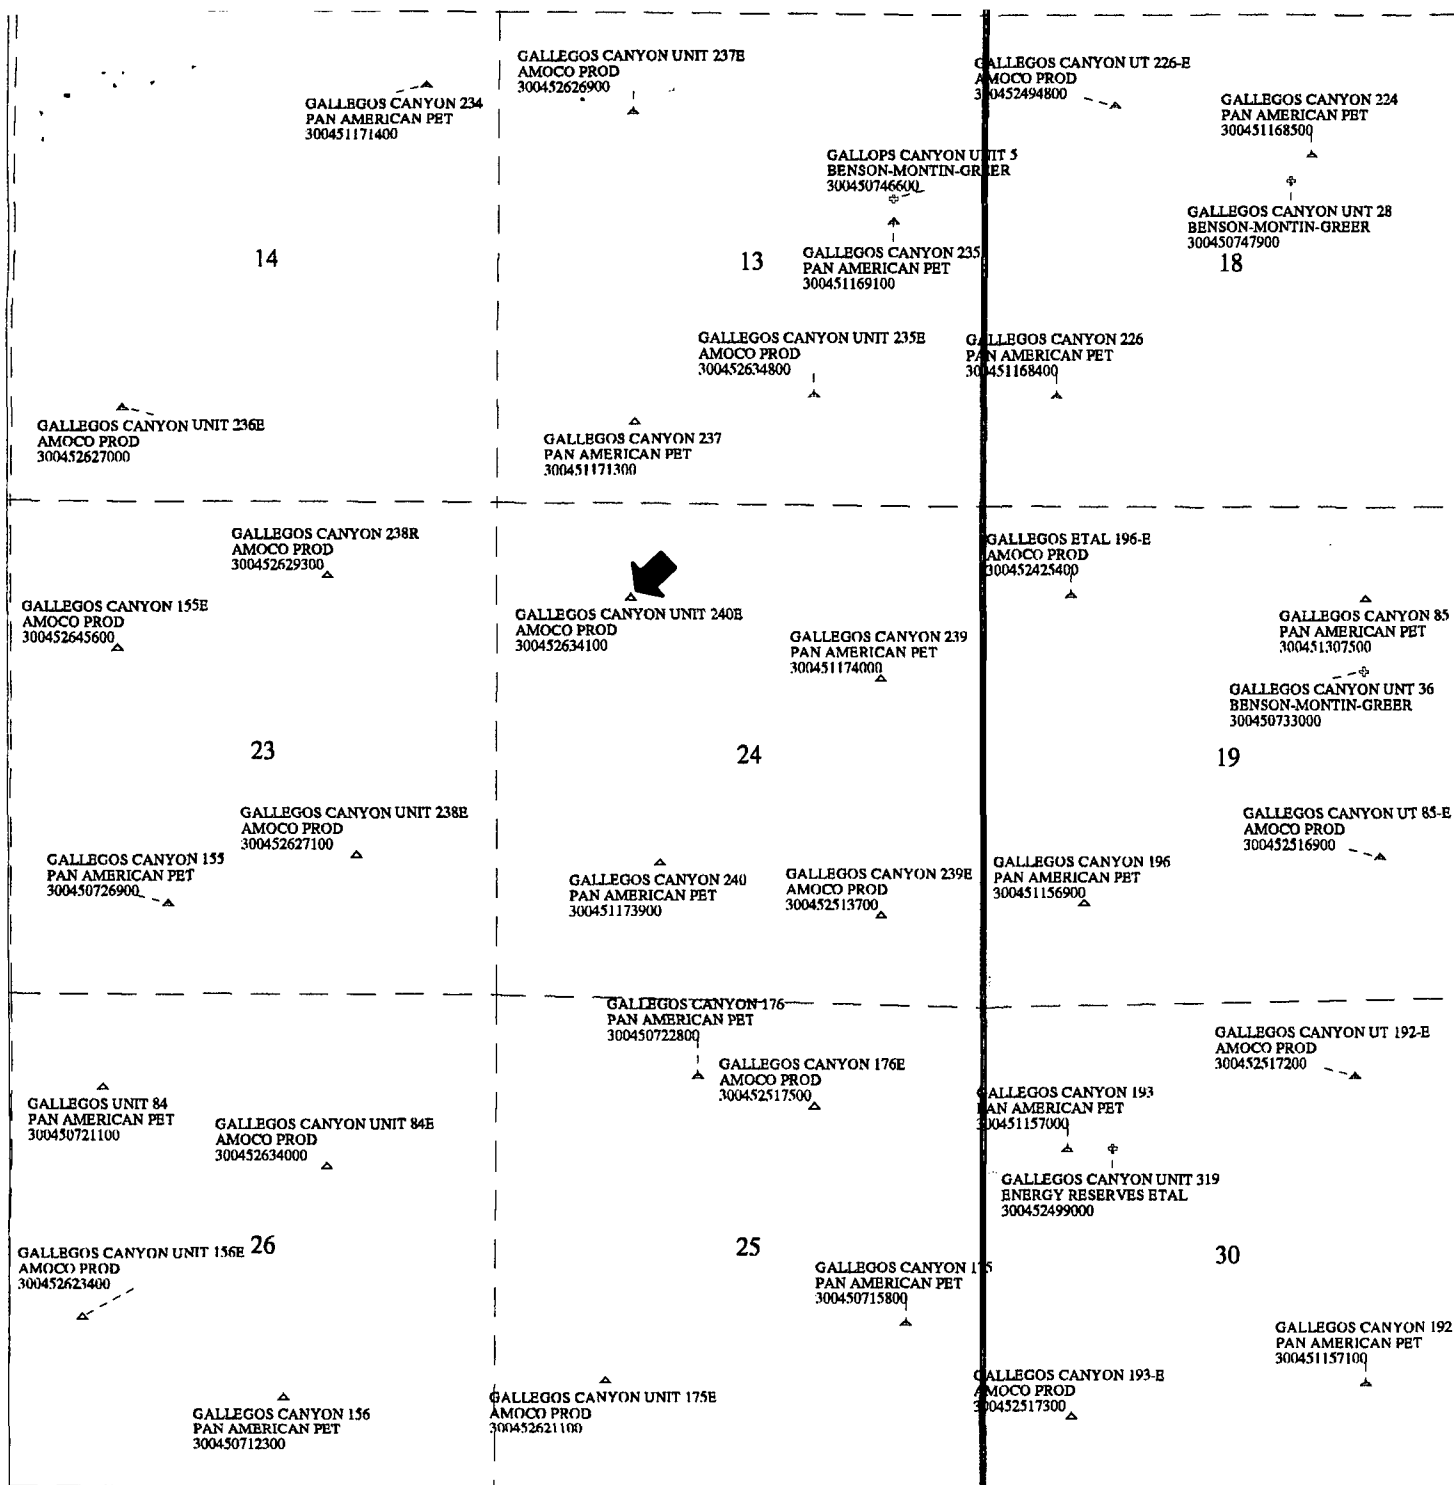 GALLEGOS CANYON 234
PAN AMERICAN PET
300451171400
GALLEGOS CANYON UNIT 237E
AMOCO PROD
300452626900
GALLEGOS CANYON UT 226-E
AMOCO PROD
300452494800
GALLEGOS CANYON 224
PAN AMERICAN PET
300451168500
GALLOPS CANYON UNIT 5
BENSON-MONTIN-GREER
300450746600
GALLEGOS CANYON UNT 28
BENSON-MONTIN-GREER
300450747900
14
13
GALLEGOS CANYON 235
PAN AMERICAN PET
300451169100
18
GALLEGOS CANYON UNIT 235E
AMOCO PROD
300452634800
GALLEGOS CANYON 226
PAN AMERICAN PET
300451168400
GALLEGOS CANYON UNIT 236E
AMOCO PROD
300452627000
GALLEGOS CANYON 237
PAN AMERICAN PET
300451171300
GALLEGOS CANYON 238R
AMOCO PROD
300452629300
GALLEGOS ETAL 196-E
AMOCO PROD
300452425400
GALLEGOS CANYON 155E
AMOCO PROD
300452645600
GALLEGOS CANYON UNIT 240E
AMOCO PROD
300452634100
GALLEGOS CANYON 239
PAN AMERICAN PET
300451174000
GALLEGOS CANYON 85
PAN AMERICAN PET
300451307500
GALLEGOS CANYON UNT 36
BENSON-MONTIN-GREER
300450733000
23
24
19
GALLEGOS CANYON UNIT 238E
AMOCO PROD
300452627100
GALLEGOS CANYON UT 85-E
AMOCO PROD
300452516900
GALLEGOS CANYON 155
PAN AMERICAN PET
300450726900
GALLEGOS CANYON 240
PAN AMERICAN PET
300451173900
GALLEGOS CANYON 239E
AMOCO PROD
300452513700
GALLEGOS CANYON 196
PAN AMERICAN PET
300451156900
GALLEGOS CANYON 176
PAN AMERICAN PET
300450722800
GALLEGOS CANYON 176E
AMOCO PROD
300452517500
GALLEGOS CANYON UT 192-E
AMOCO PROD
300452517200
GALLEGOS UNIT 84
PAN AMERICAN PET
300450721100
GALLEGOS CANYON UNIT 84E
AMOCO PROD
300452634000
GALLEGOS CANYON 193
PAN AMERICAN PET
300451157000
GALLEGOS CANYON UNIT 319
ENERGY RESERVES ETAL
300452499000
GALLEGOS CANYON UNIT 156E
AMOCO PROD
300452623400
26
25
30
GALLEGOS CANYON 175
PAN AMERICAN PET
300450715800
GALLEGOS CANYON 192
PAN AMERICAN PET
300451157100
GALLEGOS CANYON 156
PAN AMERICAN PET
300450712300
GALLEGOS CANYON UNIT 175E
AMOCO PROD
300452621100
GALLEGOS CANYON 193-E
AMOCO PROD
300452517300